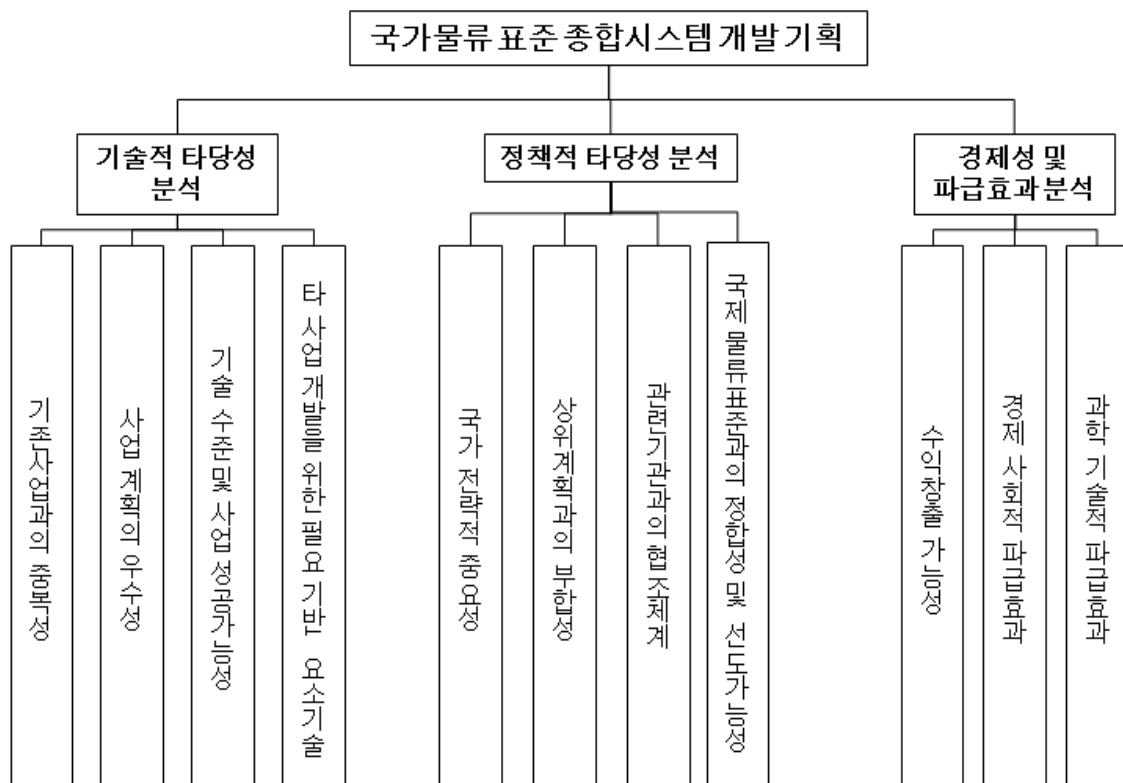 국가물류 표준 종합시스템 개발 기획
기술적 타당성
분석
정책적 타당성 분석
경제성 및
파급효과 분석
기존사업과의 중복성
사업 계획의 우수성
기술 수준 및 사업 성공가능성
타 사업 개발을 위한 필요 기반 요소기술
국가 전략적 중요성
상위계획과의 부합성
관련기관과의 협조체계
국제 물류표준과의 정합성 및 선도가능성
수익창출 가능성
경제 사회적 파급효과
과학 기술적 파급효과